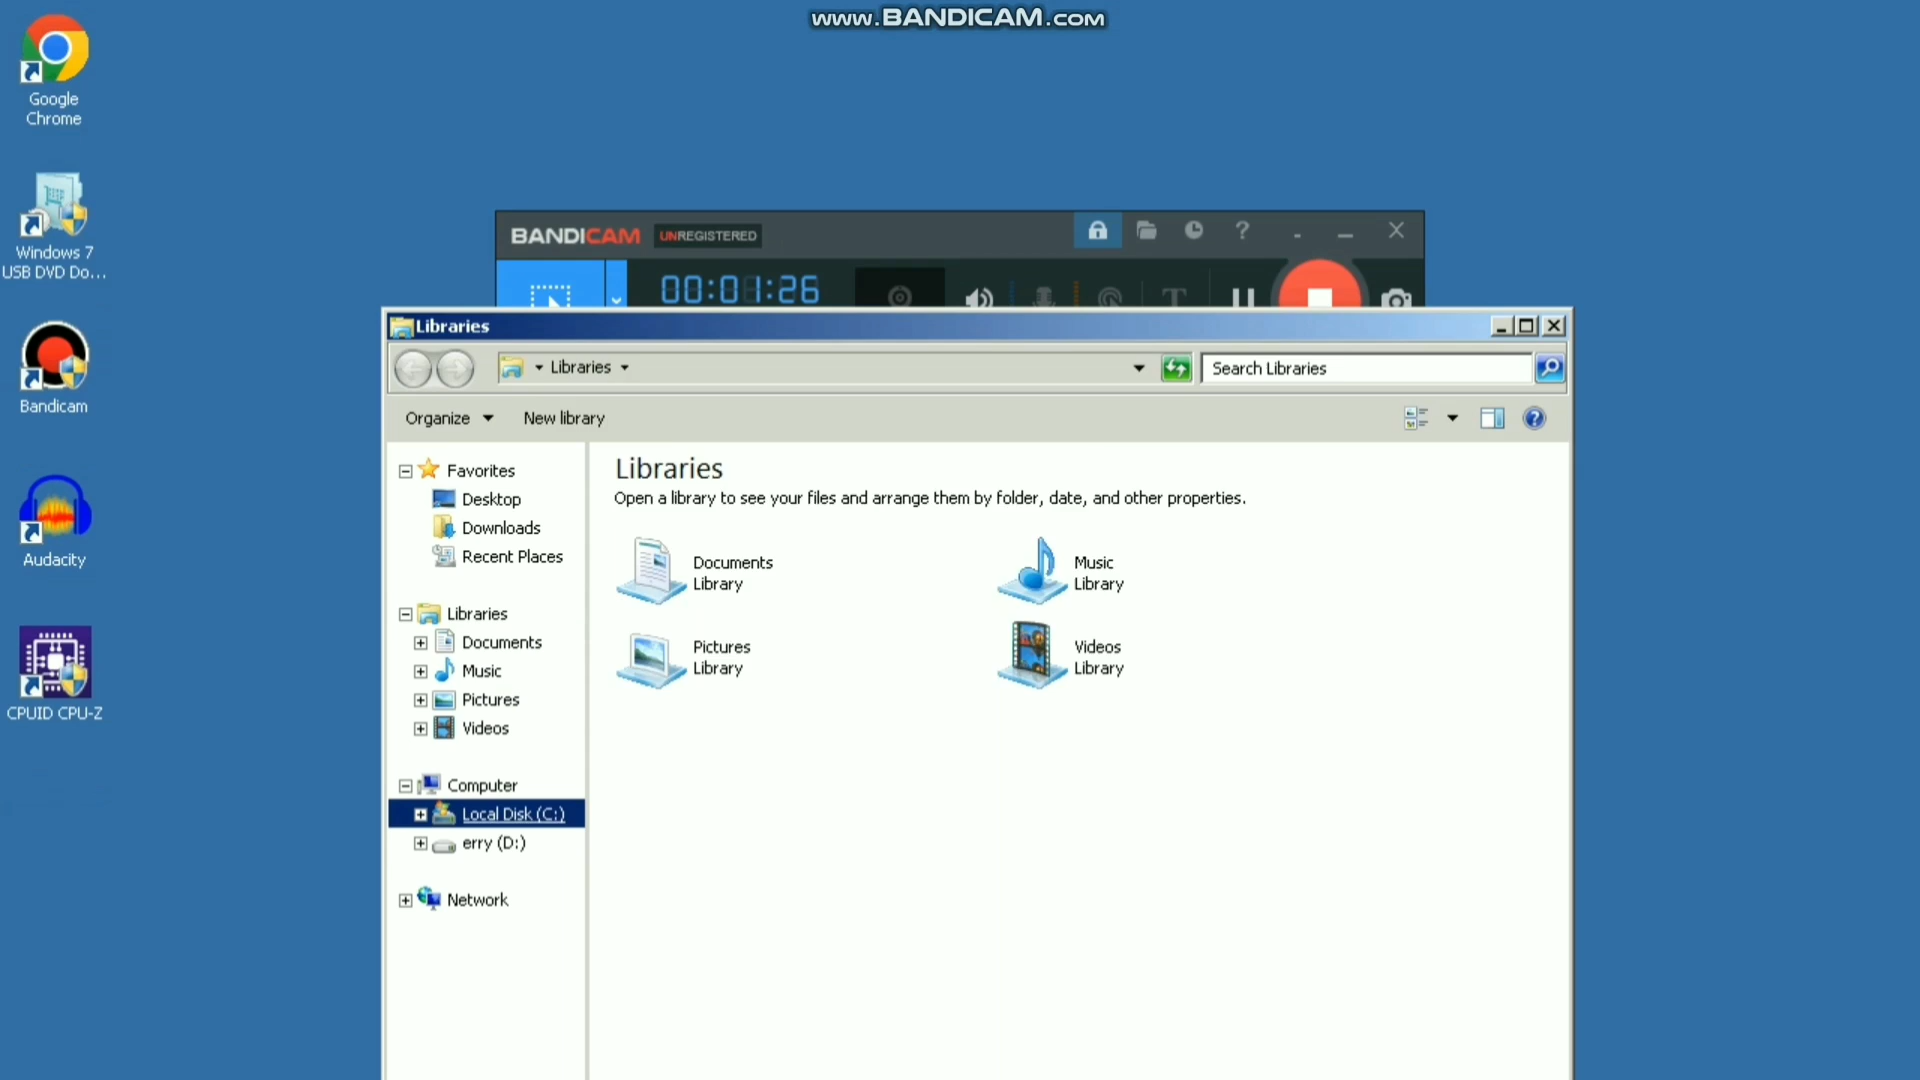 www.BANDICAM.com
Google
Chrome
Windows 7
USB DVD Do...
Bandicam
Audacity
CPUID CPU-Z
BANDICAM UNREGISTERED
00:01:26
Libraries
Libraries
Search Libraries
Organize
New library
Favorites
Desktop
Downloads
Recent Places
Libraries
Documents
Music
Pictures
Videos
Computer
Local Disk (C:)
erry (D:)
Network
Libraries
Open a library to see your files and arrange them by folder, date, and other properties.
Documents
Library
Music
Library
Pictures
Library
Videos
Library